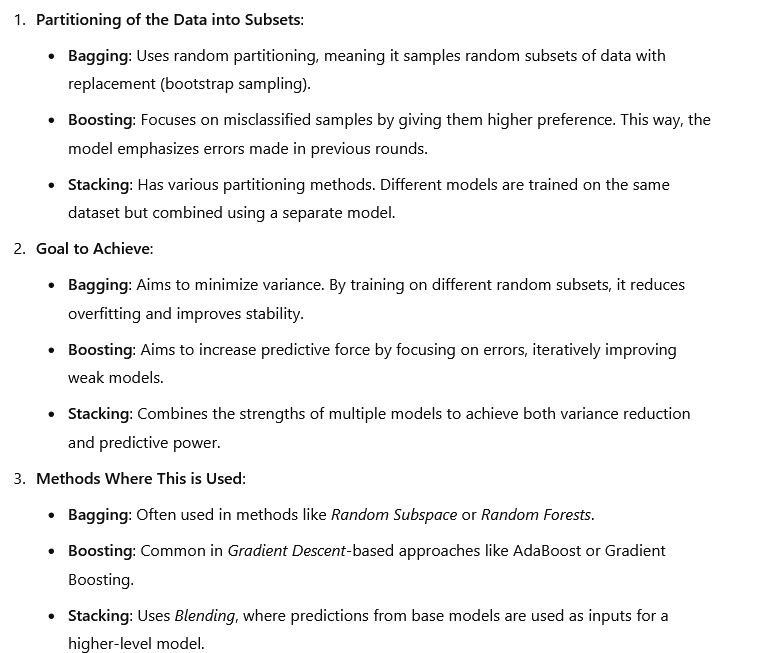 1. Partitioning of the Data into Subsets:
• Bagging: Uses random partitioning, meaning it samples random subsets of data with
replacement (bootstrap sampling).
• Boosting: Focuses on misclassified samples by giving them higher preference. This way, the
model emphasizes errors made in previous rounds.
• Stacking: Has various partitioning methods. Different models are trained on the same
dataset but combined using a separate model.
2. Goal to Achieve:
• Bagging: Aims to minimize variance. By training on different random subsets, it reduces
overfitting and improves stability.
• Boosting: Aims to increase predictive force by focusing on errors, iteratively improving
weak models.
• Stacking: Combines the strengths of multiple models to achieve both variance reduction
and predictive power.
3. Methods Where This is Used:
• Bagging: Often used in methods like Random Subspace or Random Forests.
• Boosting: Common in Gradient Descent-based approaches like AdaBoost or Gradient
Boosting.
• Stacking: Uses Blending, where predictions from base models are used as inputs for a
higher-level model.